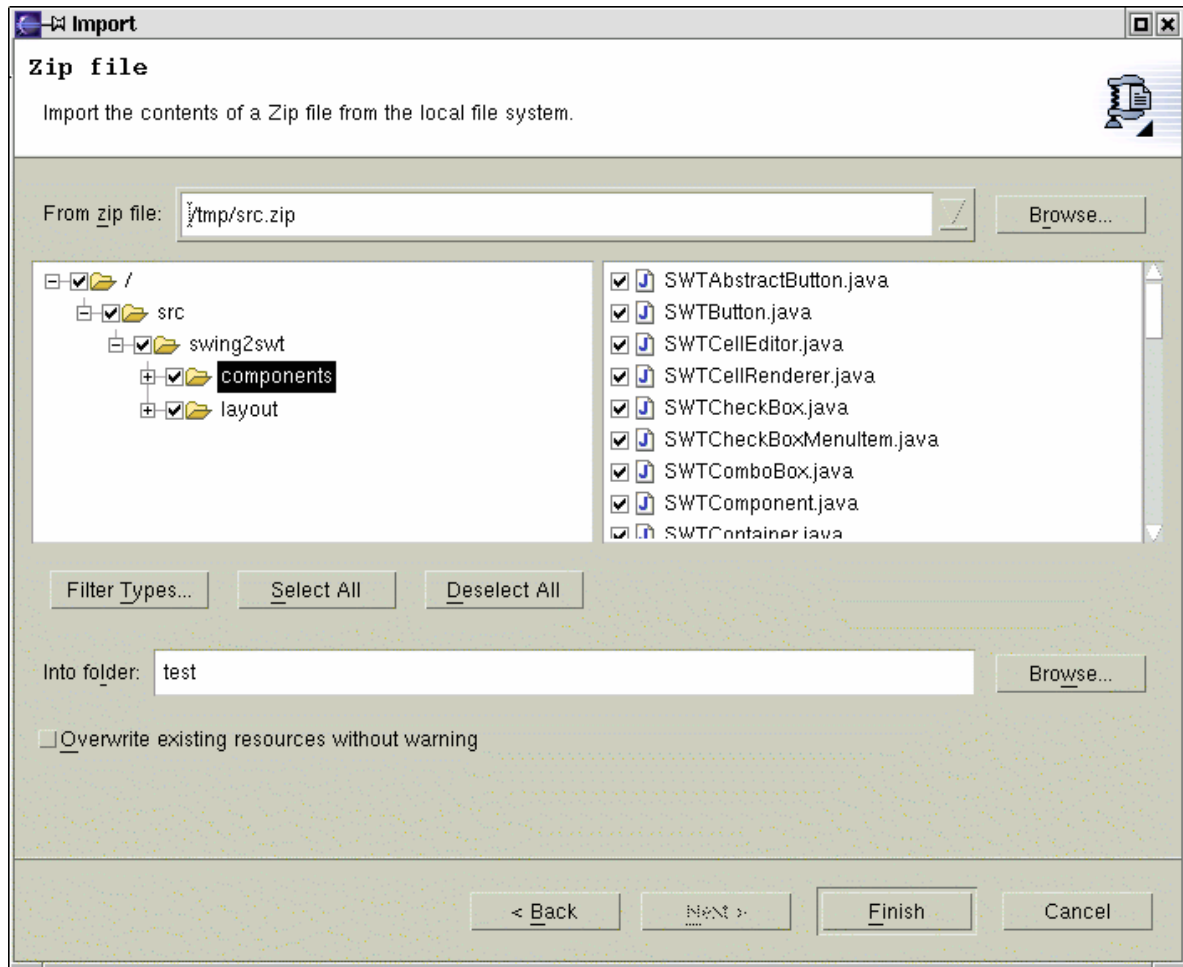 Import
Zip file
Import the contents of a Zip file from the local file system.
From zip file: /tmp/src.zip Browse...
/
src
swing2swt
components
layout
SWTAbstractButton.java
SWTButton.java
SWTCellEditor.java
SWTCellRenderer.java
SWTCheckBox.java
SWTCheckBoxMenuItem.java
SWTComboBox.java
SWTComponent.java
SWTContainer.java
Filter Types... Select All Deselect All
Into folder: test Browse...
Overwrite existing resources without warning
< Back Next > Finish Cancel